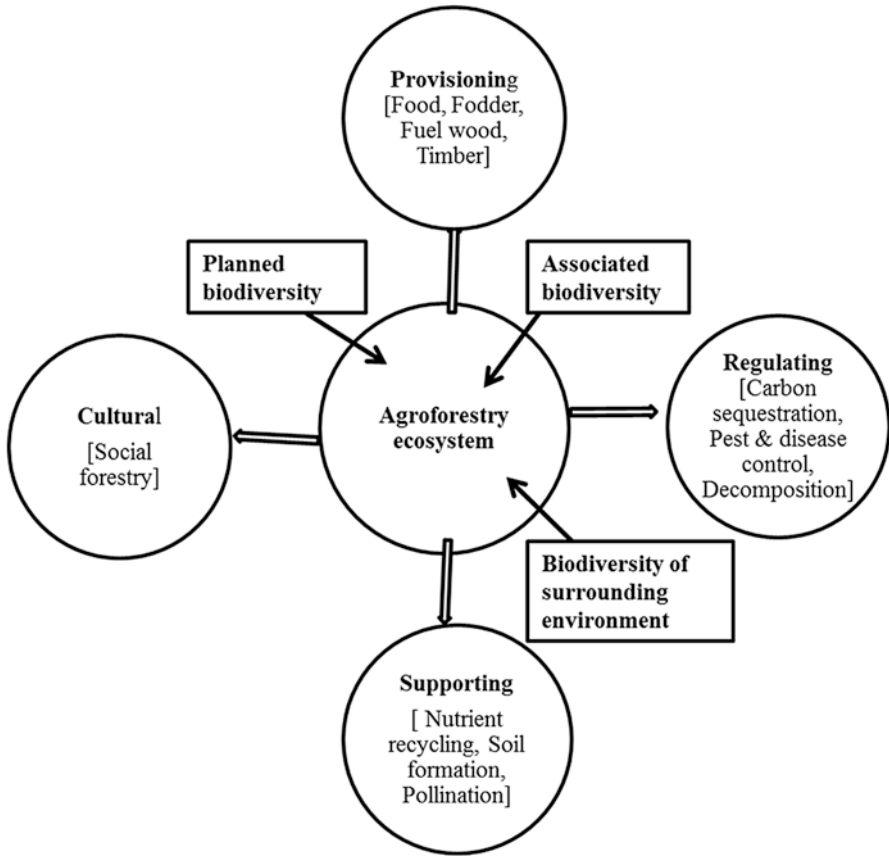 Provisioning
[Food, Fodder,
Fuel wood,
Timber]
Planned
biodiversity
Associated
biodiversity
Cultural
[Social
forestry]
Agroforestry
ecosystem
Regulating
[Carbon
sequestration,
Pest & disease
control,
Decomposition]
Biodiversity of
surrounding
environment
Supporting
[ Nutrient
recycling, Soil
formation,
Pollination]